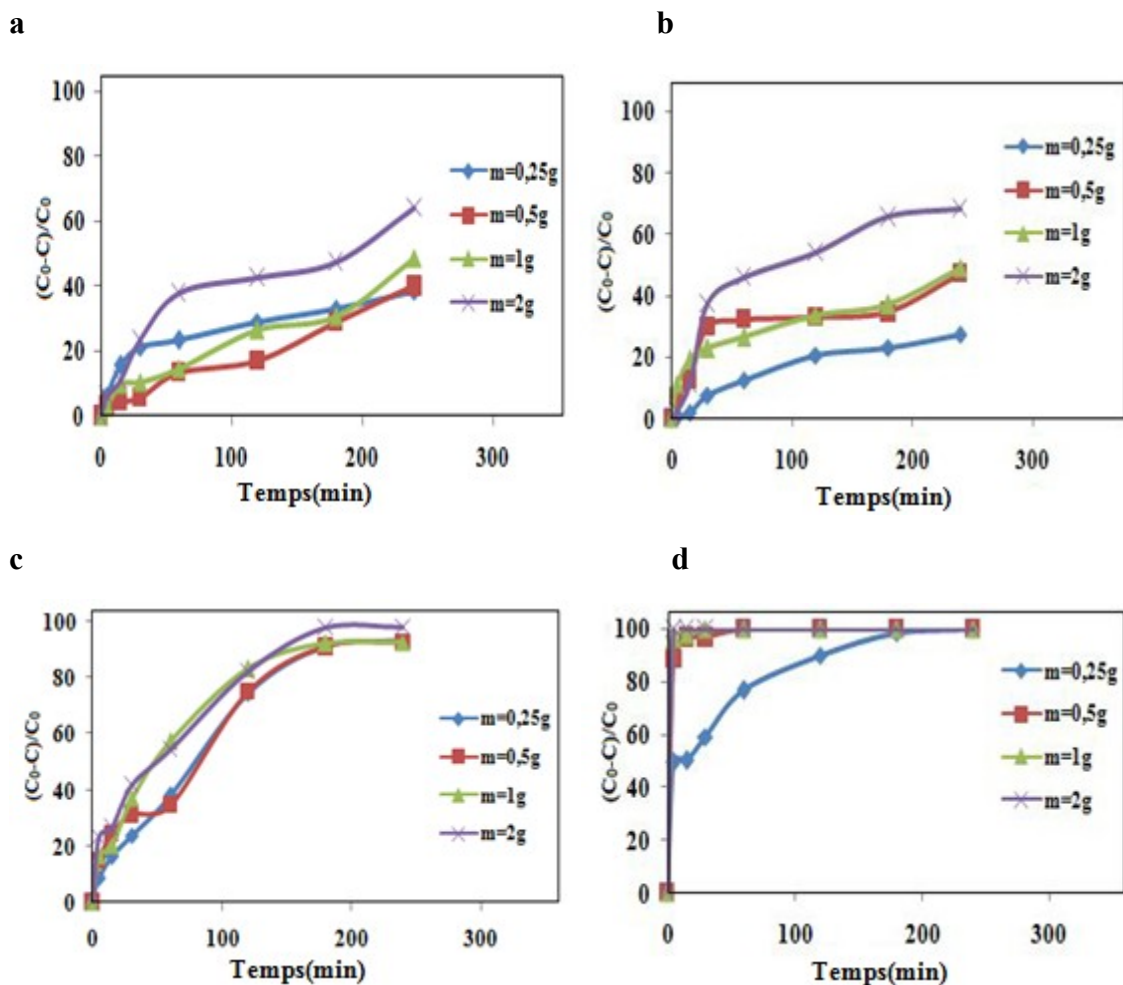 a
(C₀-C)/C₀
100
80
60
40
20
0
0
100
200
300
Temps(min)
m=0,25g
m=0,5g
m=1g
m=2g
b
(C₀-C)/C₀
100
80
60
40
20
0
0
100
200
300
Temps(min)
m=0,25g
m=0,5g
m=1g
m=2g
c
(C₀-C)/C₀
100
80
60
40
20
0
0
100
200
300
Temps(min)
m=0,25g
m=0,5g
m=1g
m=2g
d
(C₀-C)/C₀
100
80
60
40
20
0
0
100
200
300
Temps(min)
m=0,25g
m=0,5g
m=1g
m=2g